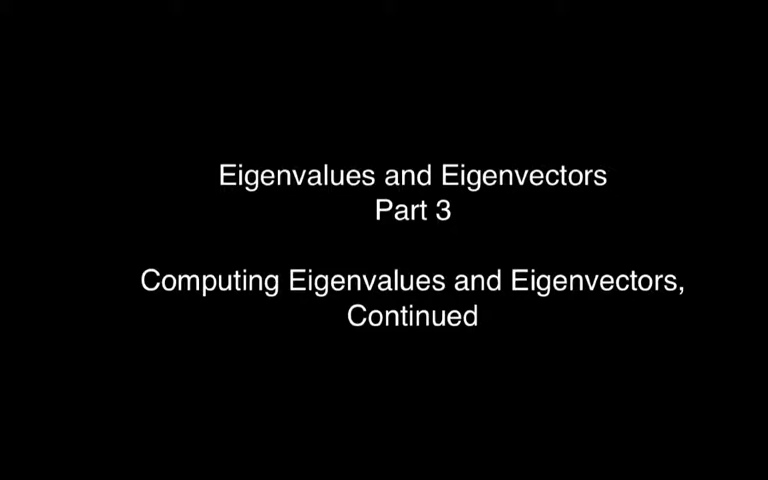 Eigenvalues and Eigenvectors
Part 3
Computing Eigenvalues and Eigenvectors,
Continued